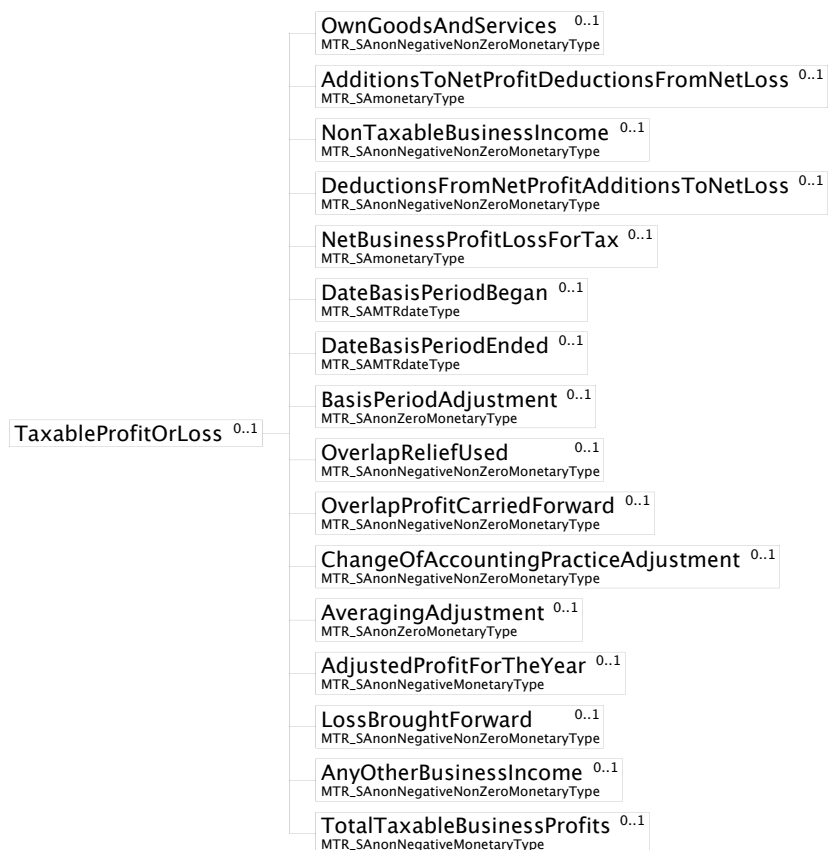 OwnGoodsAndServices 0..1
MTR_SAnonNegativeNonZeroMonetaryType
AdditionsToNetProfitDeductionsFromNetLoss 0..1
MTR_SAmonetaryType
NonTaxableBusinessIncome 0..1
MTR_SAnonNegativeNonZeroMonetaryType
DeductionsFromNetProfitAdditionsToNetLoss 0..1
MTR_SAnonNegativeNonZeroMonetaryType
NetBusinessProfitLossForTax 0..1
MTR_SAmonetaryType
DateBasisPeriodBegan 0..1
MTR_SAMTRdateType
DateBasisPeriodEnded 0..1
MTR_SAMTRdateType
BasisPeriodAdjustment 0..1
MTR_SAnonZeroMonetaryType
TaxableProfitOrLoss 0..1
OverlapReliefUsed 0..1
MTR_SAnonNegativeNonZeroMonetaryType
OverlapProfitCarriedForward 0..1
MTR_SAnonNegativeNonZeroMonetaryType
ChangeOfAccountingPracticeAdjustment 0..1
MTR_SAnonNegativeNonZeroMonetaryType
AveragingAdjustment 0..1
MTR_SAnonZeroMonetaryType
AdjustedProfitForTheYear 0..1
MTR_SAnonNegativeMonetaryType
LossBroughtForward 0..1
MTR_SAnonNegativeNonZeroMonetaryType
AnyOtherBusinessIncome 0..1
MTR_SAnonNegativeNonZeroMonetaryType
TotalTaxableBusinessProfits 0..1
MTR_SAnonNegativeMonetaryType